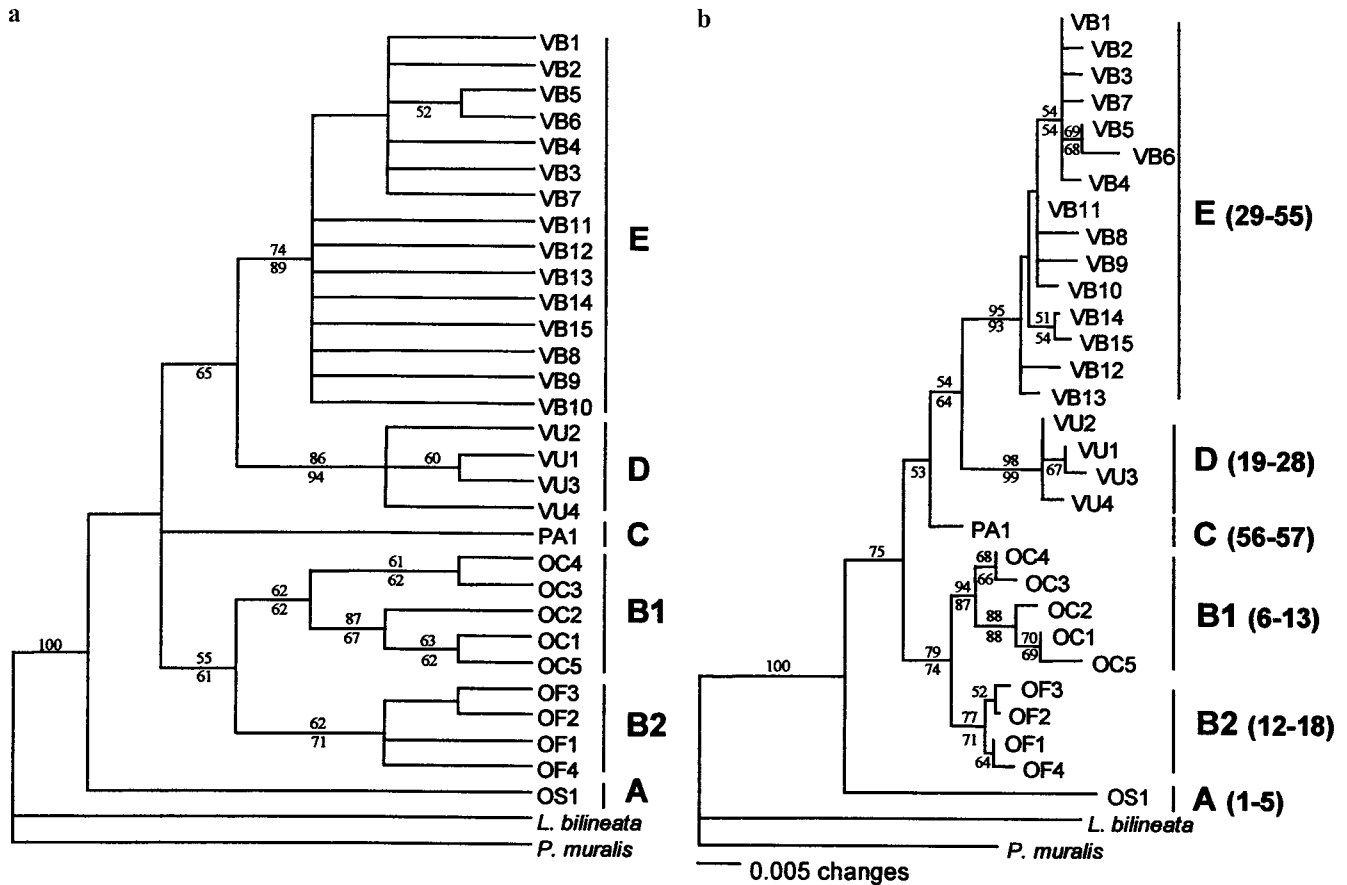 a
VB1
VB2
VB5
52
VB6
VB4
VB3
VB7
VB11
VB12
74
89
VB13
VB14
VB15
VB8
65
VB9
VB10
E
VU2
86
94
60
VU1
VU3
VU4
D
PA1
C
61
62
OC4
OC3
62
62
OC2
87
67
63
62
OC1
OC5
B1
100
55
61
OF3
OF2
62
71
OF1
OF4
B2
OS1
A
L. bilineata
P. muralis
b
VB1
VB2
VB3
VB7
54
54
69
68
VB5
VB6
VB4
VB11
VB8
VB9
VB10
95
93
51
54
VB14
VB15
VB12
VB13
E (29-55)
54
64
VU2
VU1
98
99
67
VU3
VU4
D (19-28)
53
PA1
C (56-57)
75
68
66
OC4
OC3
94
87
OC2
88
88
70
69
OC1
OC5
B1 (6-13)
79
74
100
52
OF3
OF2
77
71
OF1
64
OF4
B2 (12-18)
OS1
A (1-5)
L. bilineata
P. muralis
0.005 changes